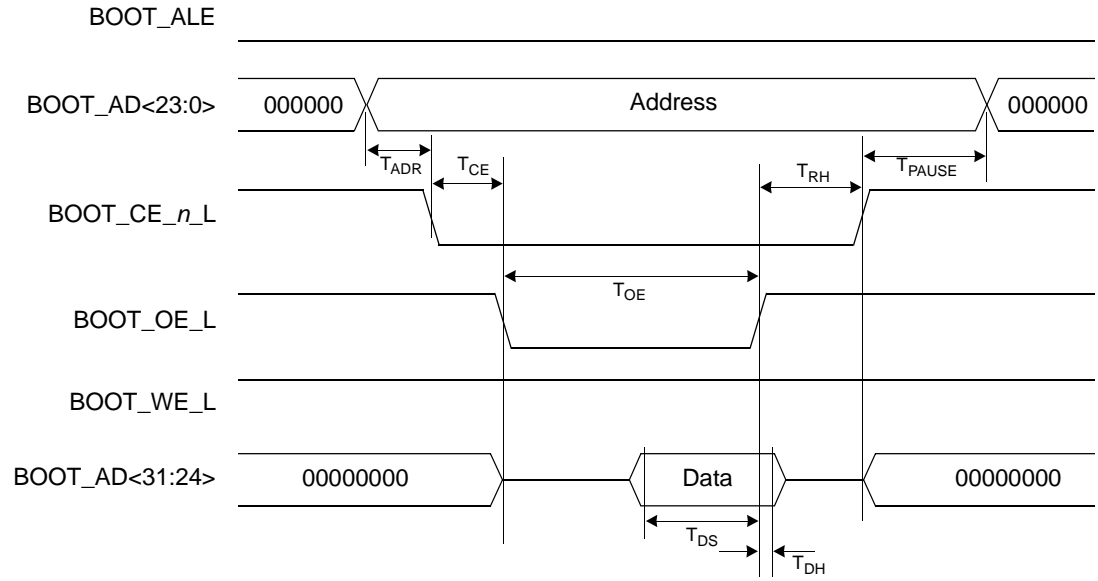 BOOT_ALE
BOOT_AD<23:0> 000000 Address 000000
TADR TCE TRH TPAUSE
BOOT_CE_n_L
TOE
BOOT_OE_L
BOOT_WE_L
BOOT_AD<31:24> 00000000 Data 00000000
TDS
TDH